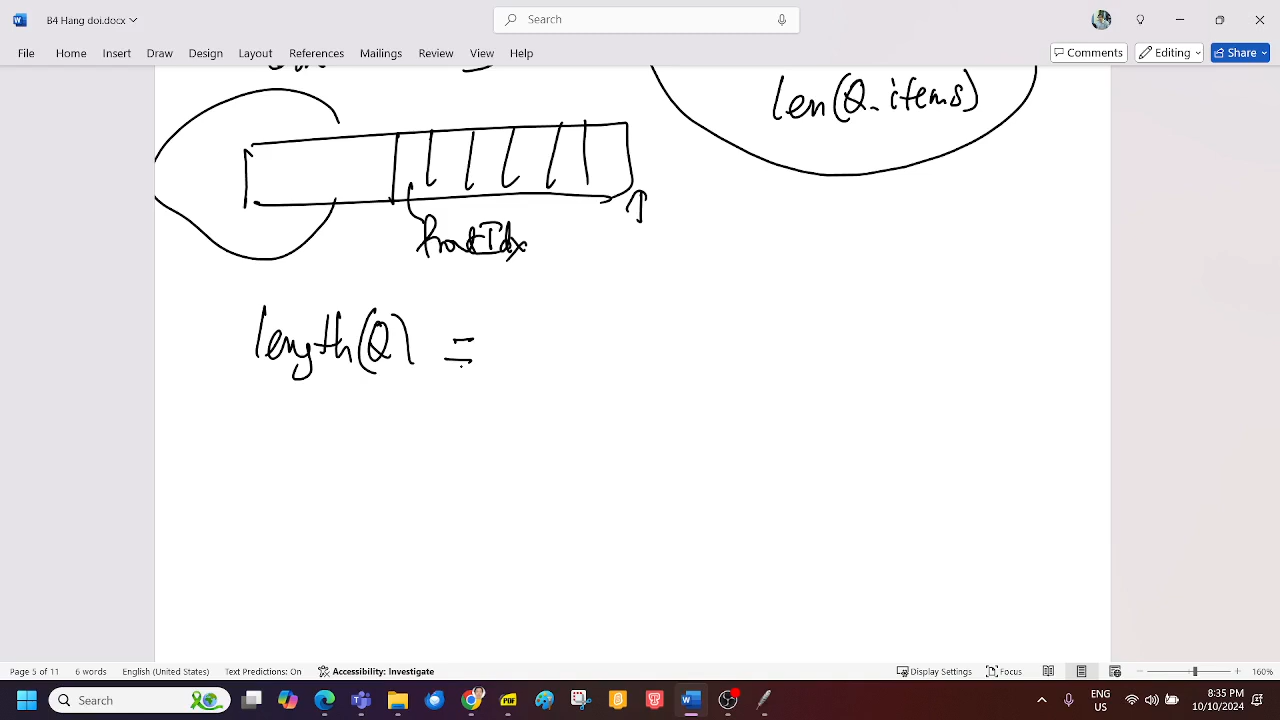 B4 Hang doi.docx
Search
File Home Insert Draw Design Layout References Mailings Review View Help
Comments Editing Share
len(Q.items)
frontIdx
length(Q) =
Page 5 of 11 6 words English (United States) Text Predictions: On Accessibility: Investigate Display Settings Focus 160%
Search PDF ENG US 8:35 PM 10/10/2024